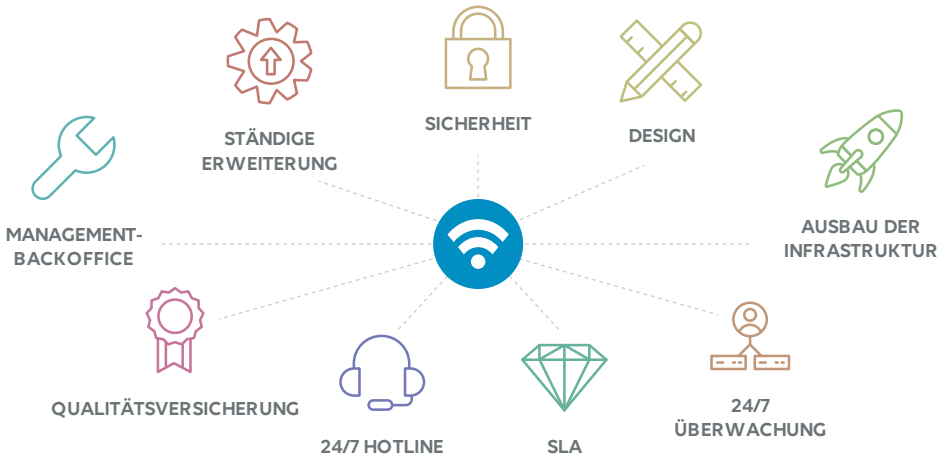 SICHERHEIT
STÄNDIGE
ERWEITERUNG
DESIGN
MANAGEMENT-
BACKOFFICE
AUSBAU DER
INFRASTRUKTUR
QUALITÄTSVERSICHERUNG
24/7 HOTLINE
SLA
24/7
ÜBERWACHUNG